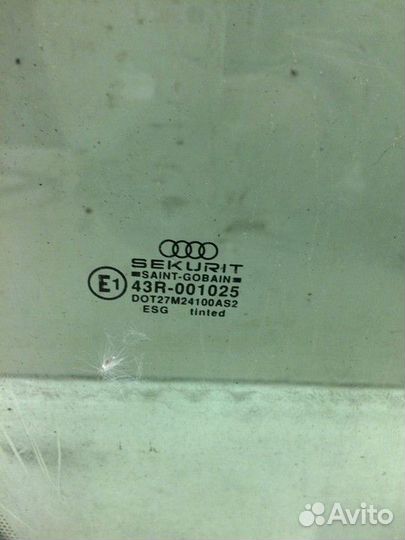 SEKURIT
SAINT-GOBAIN
E1
43R-001025
DOT27M24100AS2
ESG tinted
Avito